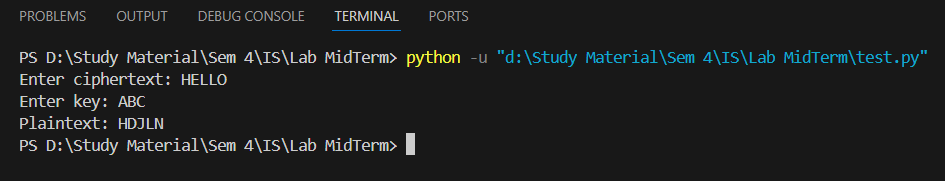 PROBLEMS OUTPUT DEBUG CONSOLE TERMINAL PORTS
PS D:\Study Material\Sem 4\IS\Lab MidTerm> python -u "d:\Study Material\Sem 4\IS\Lab MidTerm\test.py"
Enter ciphertext: HELLO
Enter key: ABC
Plaintext: HDJLN
PS D:\Study Material\Sem 4\IS\Lab MidTerm>